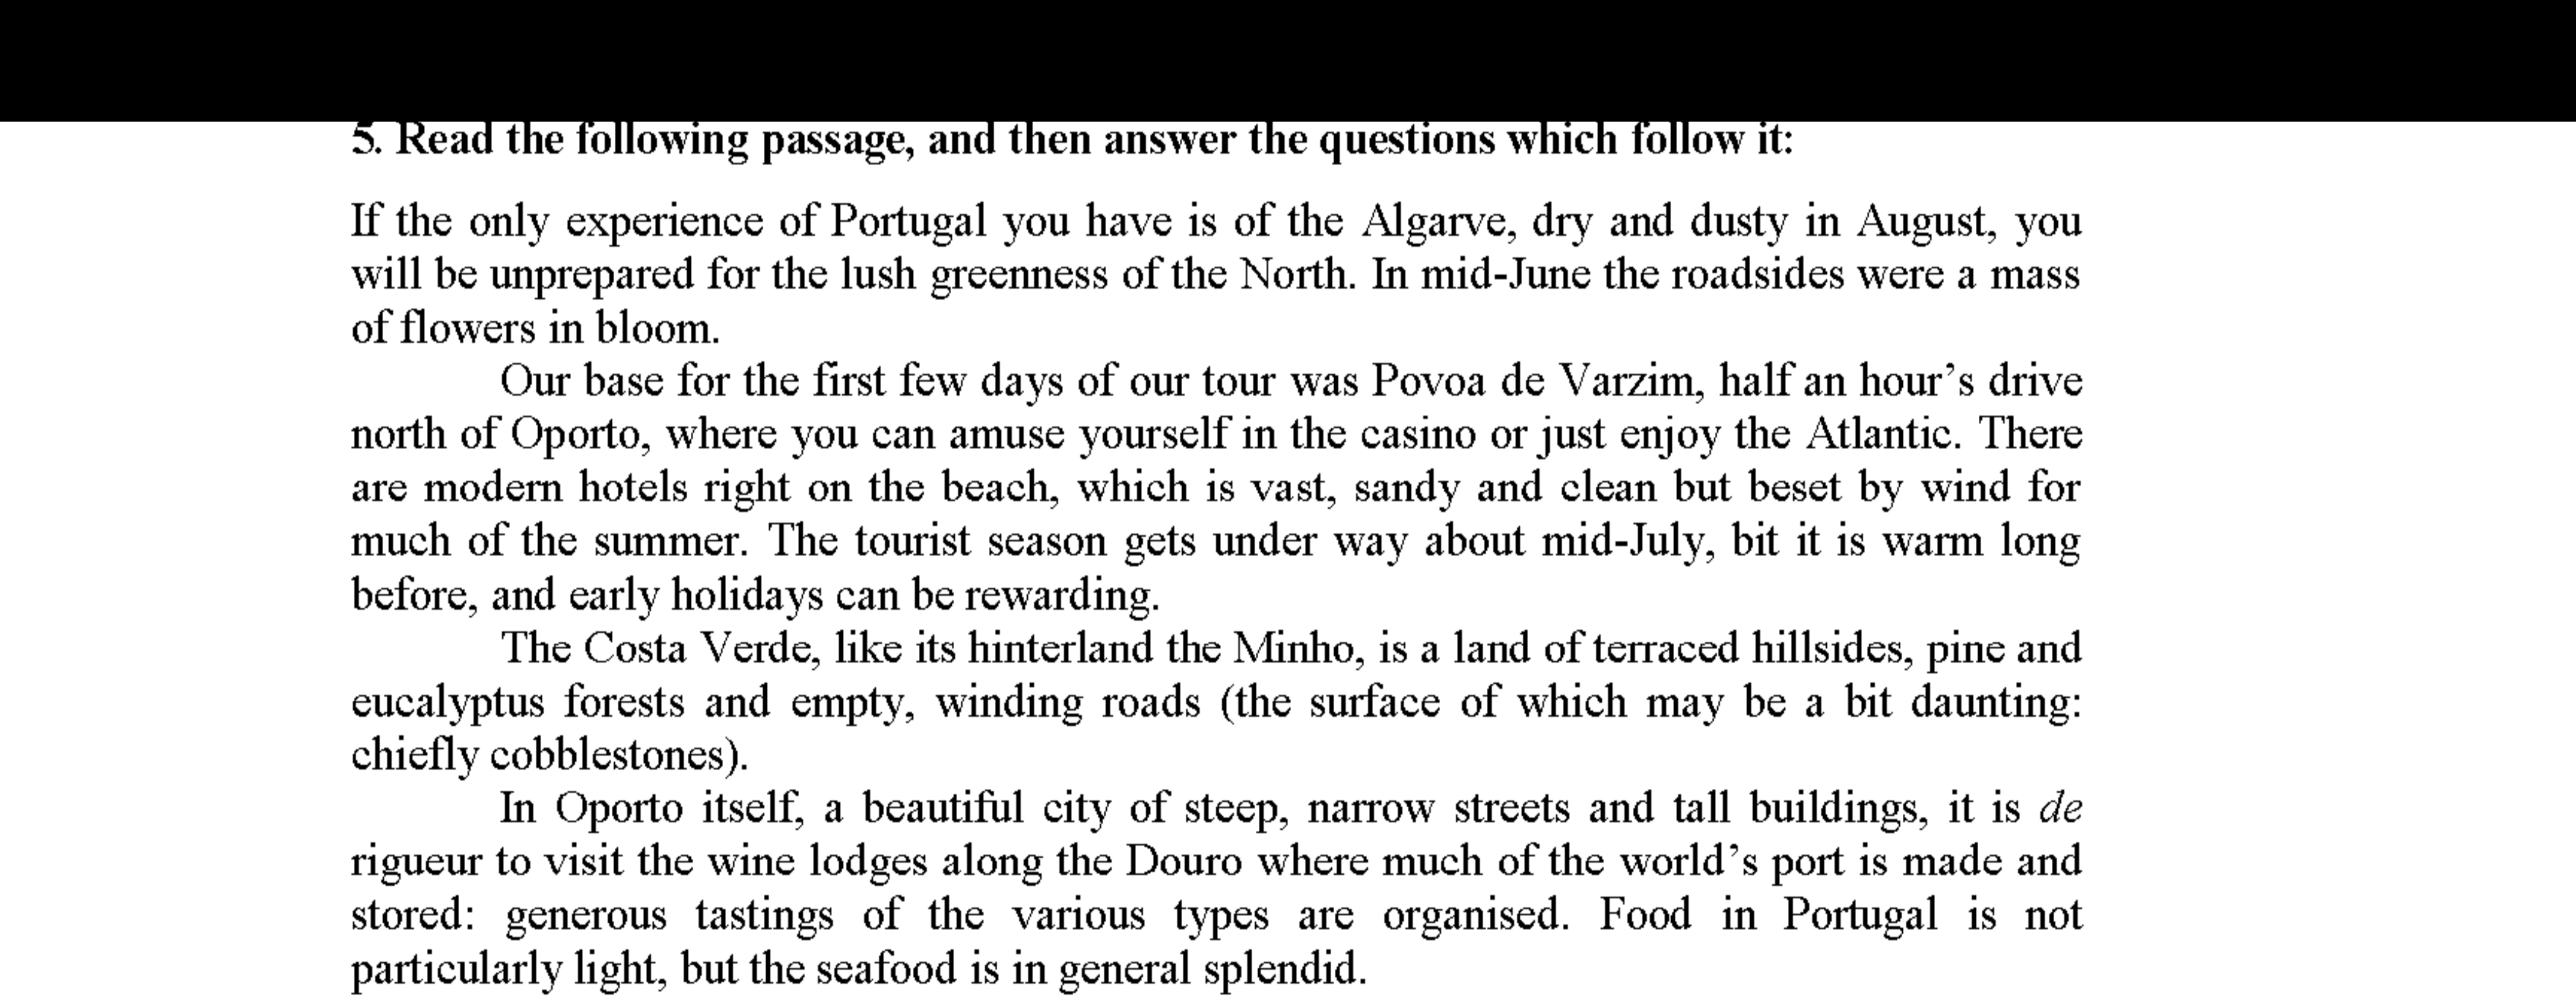 5. Read the following passage, and then answer the questions which follow it:
If the only experience of Portugal you have is of the Algarve, dry and dusty in August, you
will be unprepared for the lush greenness of the North. In mid-June the roadsides were a mass
of flowers in bloom.
Our base for the first few days of our tour was Povoa de Varzim, half an hour's drive
north of Oporto, where you can amuse yourself in the casino or just enjoy the Atlantic. There
are modern hotels right on the beach, which is vast, sandy and clean but beset by wind for
much of the summer. The tourist season gets under way about mid-July, bit it is warm long
before, and early holidays can be rewarding.
The Costa Verde, like its hinterland the Minho, is a land of terraced hillsides, pine and
eucalyptus forests and empty, winding roads (the surface of which may be a bit daunting:
chiefly cobblestones).
In Oporto itself, a beautiful city of steep, narrow streets and tall buildings, it is de
rigueur to visit the wine lodges along the Douro where much of the world's port is made and
stored: generous tastings of the various types are organised. Food in Portugal is not
particularly light, but the seafood is in general splendid.